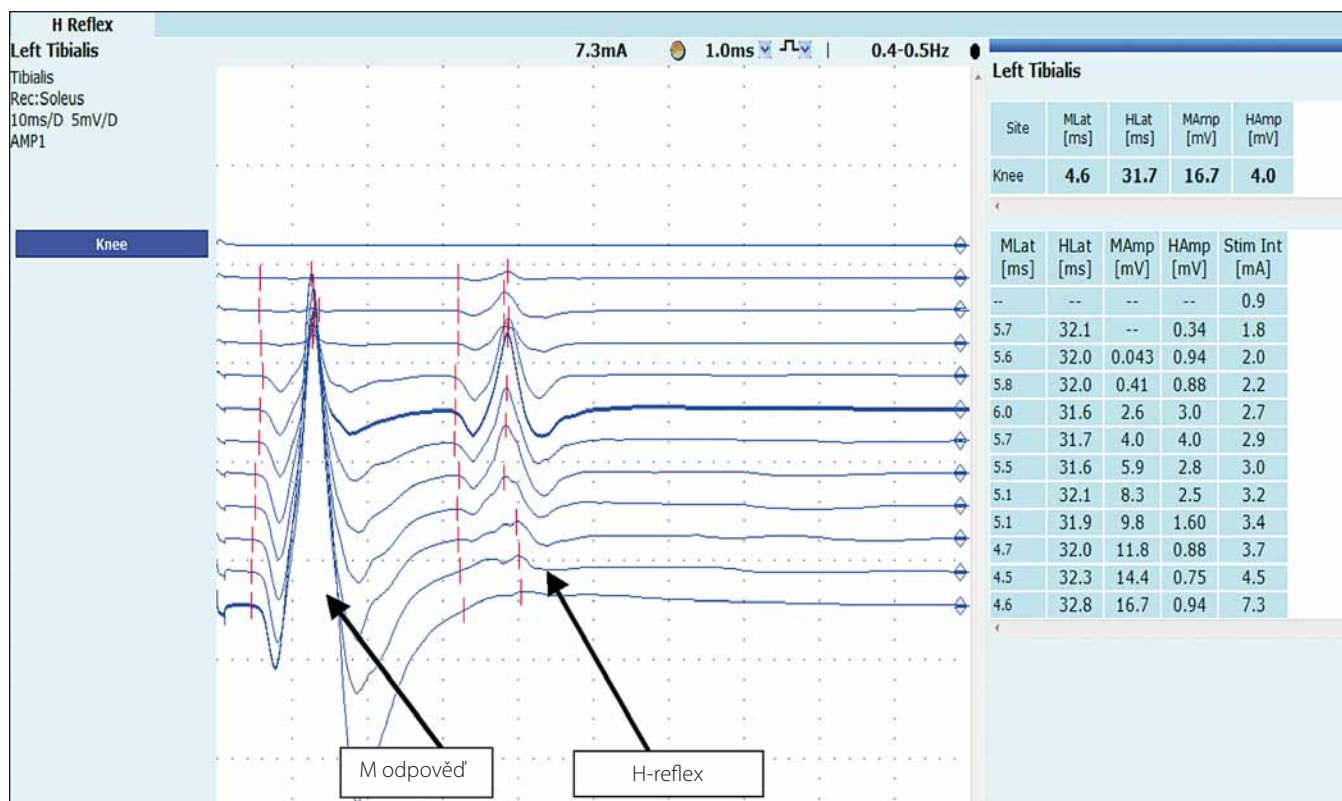 H Reflex
Left Tibialis
7.3mA 1.0ms 0.4-0.5Hz
Tibialis
Rec:Soleus
10ms/D 5mV/D
AMP1
Knee
M odpověď
H-reflex
Left Tibialis
Site MLat [ms] HLat [ms] MAmp [mV] HAmp [mV]
Knee 4.6 31.7 16.7 4.0
MLat [ms] HLat [ms] MAmp [mV] HAmp [mV] Stim Int [mA]
-- -- -- -- 0.9
5.7 32.1 -- 0.34 1.8
5.6 32.0 0.043 0.94 2.0
5.8 32.0 0.41 0.88 2.2
6.0 31.6 2.6 3.0 2.7
5.7 31.7 4.0 4.0 2.9
5.5 31.6 5.9 2.8 3.0
5.1 32.1 8.3 2.5 3.2
5.1 31.9 9.8 1.60 3.4
4.7 32.0 11.8 0.88 3.7
4.5 32.3 14.4 0.75 4.5
4.6 32.8 16.7 0.94 7.3